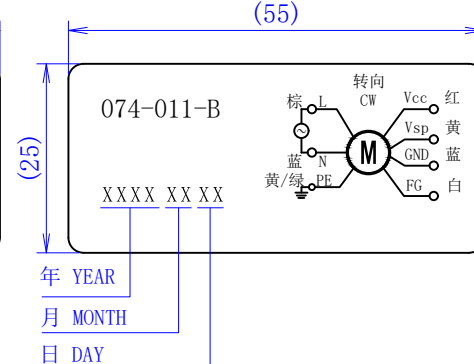 (55)
(25)
074-011-B
转向
CW
棕 L
蓝 N
黄/绿 PE
M
Vcc 红
Vsp 黄
GND 蓝
FG 白
XXXX XX XX
年 YEAR
月 MONTH
日 DAY